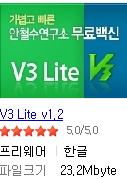 가볍고 빠른
안철수연구소 무료백신
V3 Lite V3
V3 Lite v1,2
5,0/5,0
프리웨어 한글
파일크기 23,2Mbyte